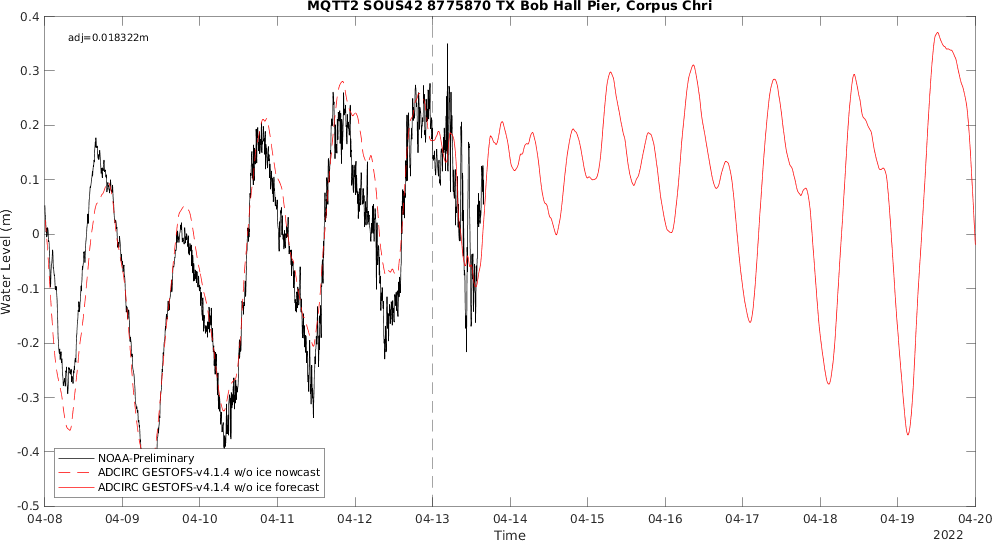 MQTT2 SOUS42 8775870 TX Bob Hall Pier, Corpus Chri
adj=0.018322m
0.4
0.3
0.2
0.1
0
-0.1
-0.2
-0.3
-0.4
-0.5
Water Level (m)
NOAA-Preliminary
ADCIRC GESTOFS-v4.1.4 w/o ice nowcast
ADCIRC GESTOFS-v4.1.4 w/o ice forecast
04-08 04-09 04-10 04-11 04-12 04-13 04-14 04-15 04-16 04-17 04-18 04-19 04-20
Time
2022